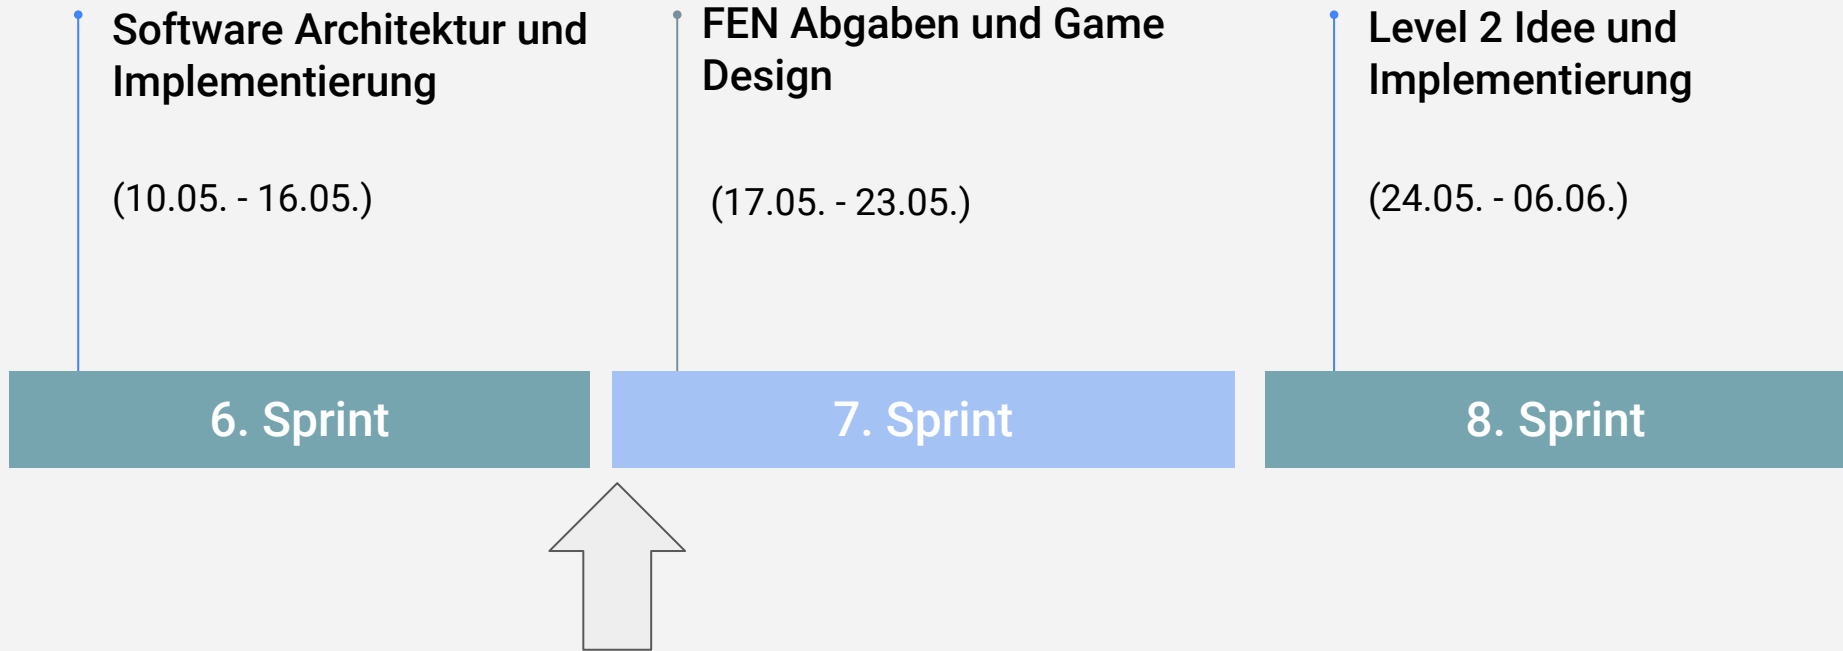 Software Architektur und
Implementierung
(10.05. - 16.05.)
FEN Abgaben und Game
Design
(17.05. - 23.05.)
Level 2 Idee und
Implementierung
(24.05. - 06.06.)
6. Sprint
7. Sprint
8. Sprint